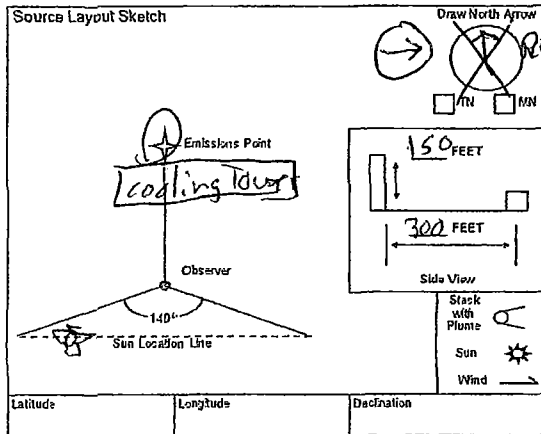 Source Layout Sketch
Draw North Arrow
TN MN
Emissions Point
Cooling Tower
150 FEET
300 FEET
Side View
Observer
140°
Sun Location Line
Stack with Plume
Sun
Wind
Latitude Longitude Declination